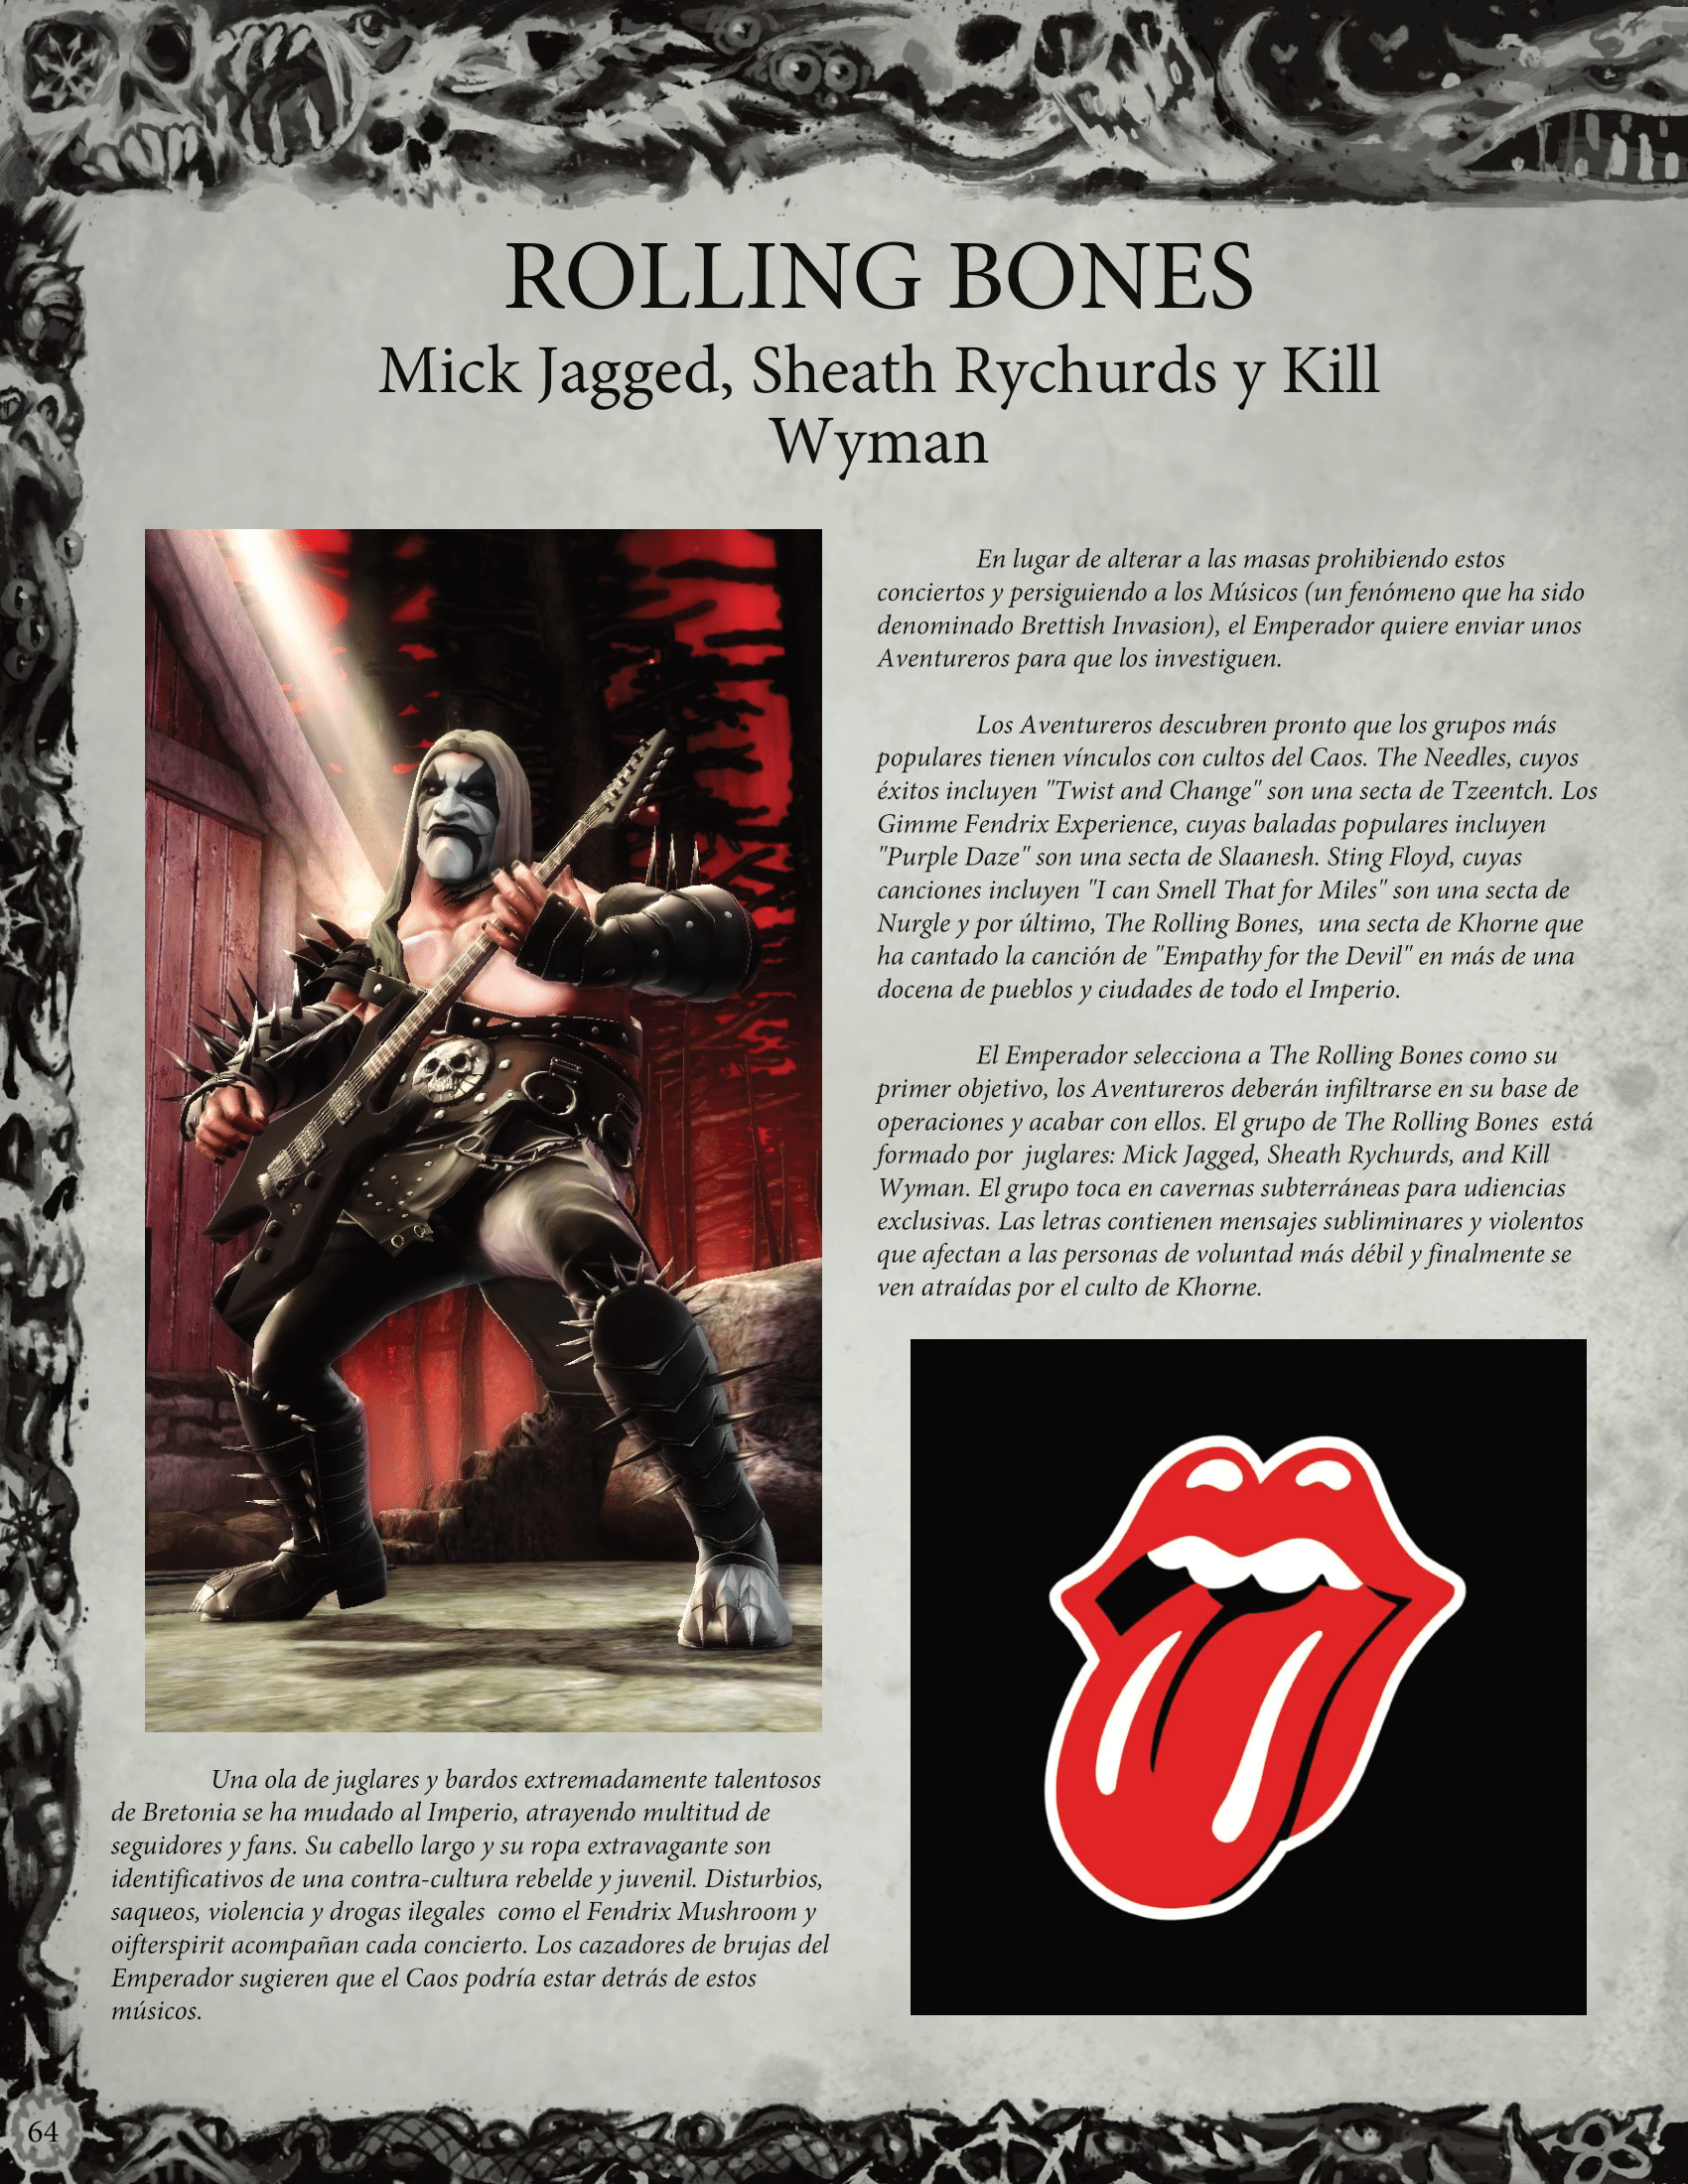 ROLLING BONES
Mick Jagged, Sheath Rychurds y Kill
Wyman
Una ola de juglares y bardos extremadamente talentosos
de Bretonia se ha mudado al Imperio, atrayendo multitud de
seguidores y fans. Su cabello largo y su ropa extravagante son
identificativos de una contra-cultura rebelde y juvenil. Disturbios,
saqueos, violencia y drogas ilegales  como el Fendrix Mushroom y
oifterspirit acompañan cada concierto. Los cazadores de brujas del
Emperador sugieren que el Caos podría estar detrás de estos
músicos.
En lugar de alterar a las masas prohibiendo estos
conciertos y persiguiendo a los Músicos (un fenómeno que ha sido
denominado Brettish Invasion), el Emperador quiere enviar unos
Aventureros para que los investiguen.
Los Aventureros descubren pronto que los grupos más
populares tienen vínculos con cultos del Caos. The Needles, cuyos
éxitos incluyen "Twist and Change" son una secta de Tzeentch. Los
Gimme Fendrix Experience, cuyas baladas populares incluyen
"Purple Daze" son una secta de Slaanesh. Sting Floyd, cuyas
canciones incluyen "I can Smell That for Miles" son una secta de
Nurgle y por último, The Rolling Bones,  una secta de Khorne que
ha cantado la canción de "Empathy for the Devil" en más de una
docena de pueblos y ciudades de todo el Imperio.
El Emperador selecciona a The Rolling Bones como su
primer objetivo, los Aventureros deberán infiltrarse en su base de
operaciones y acabar con ellos. El grupo de The Rolling Bones  está
formado por  juglares: Mick Jagged, Sheath Rychurds, and Kill
Wyman. El grupo toca en cavernas subterráneas para udiencias
exclusivas. Las letras contienen mensajes subliminares y violentos
que afectan a las personas de voluntad más débil y finalmente se
ven atraídas por el culto de Khorne.
64